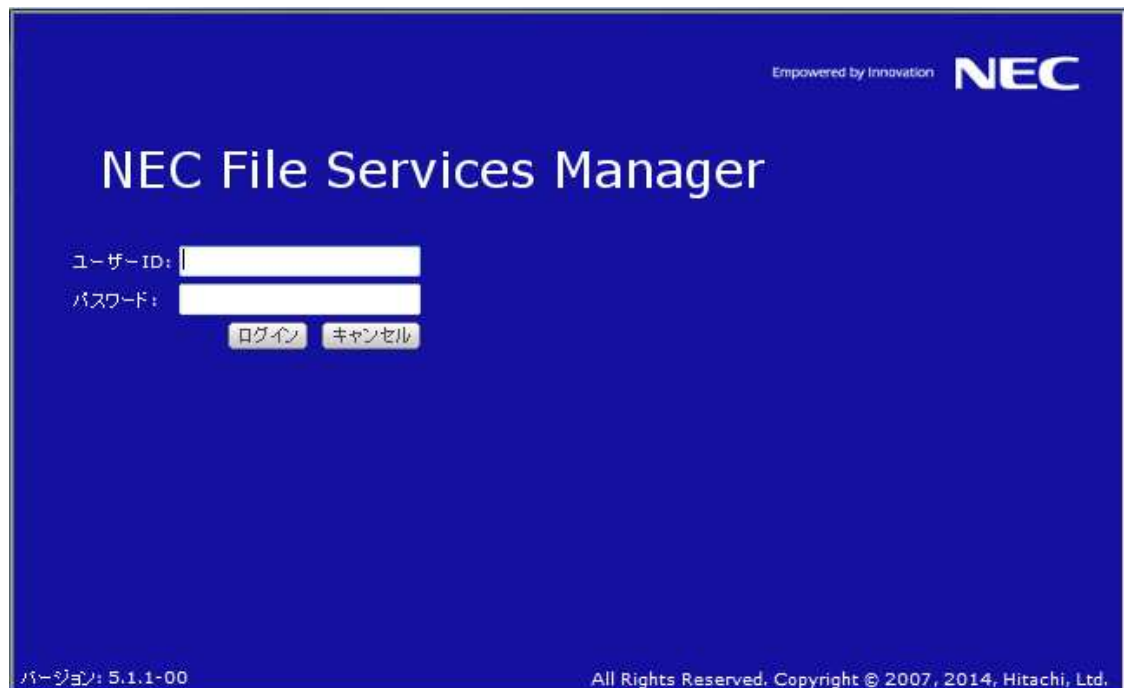 Empowered by Innovation NEC
NEC File Services Manager
ユーザーID:
パスワード:
ログイン キャンセル
バージョン: 5.1.1-00
All Rights Reserved. Copyright © 2007, 2014, Hitachi, Ltd.